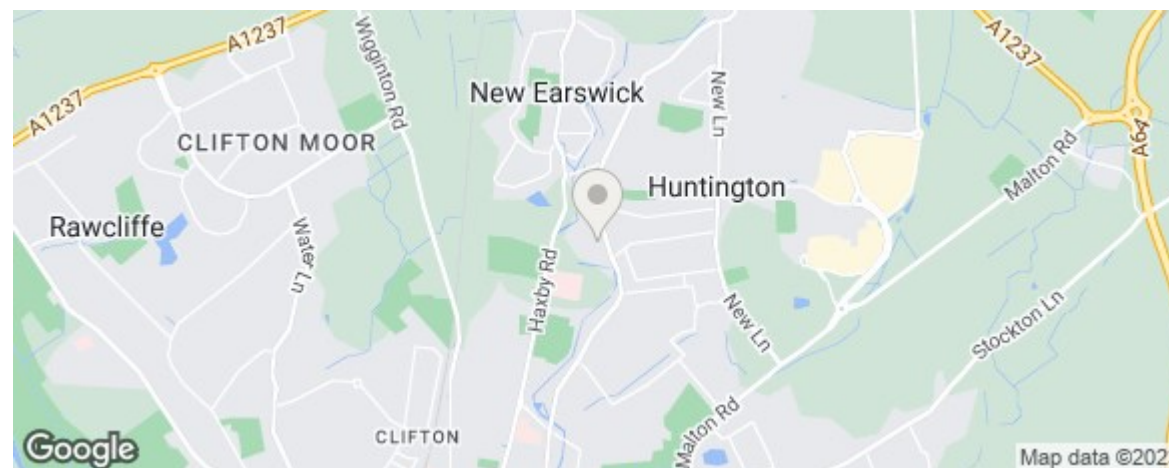 A1237
Wigginton Rd
New Earswick
New Ln
A1237
A64
A1237
CLIFTON MOOR
Malton Rd
Huntington
Rawcliffe
Water Ln
Haxby Rd
New Ln
Stockton Ln
CLIFTON
Malton Rd
Google
Map data ©202